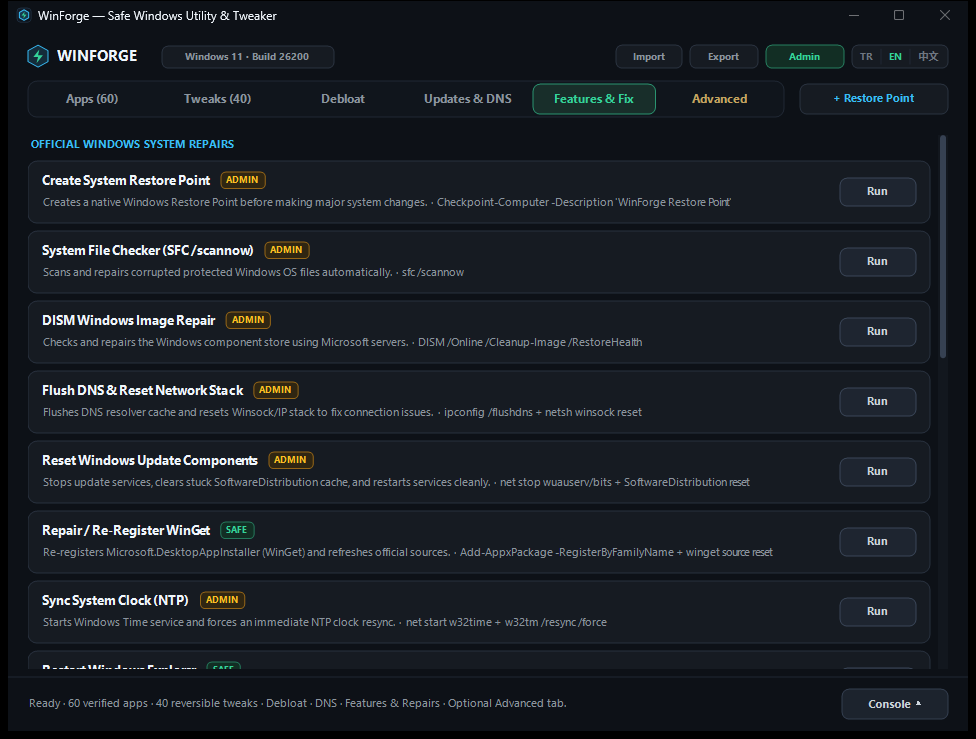 WinForge — Safe Windows Utility & Tweaker
WINFORGE
Windows 11 • Build 26200
Import
Export
Admin
TR
EN
中文
Apps (60)
Tweaks (40)
Debloat
Updates & DNS
Features & Fix
Advanced
+ Restore Point
OFFICIAL WINDOWS SYSTEM REPAIRS
Create System Restore Point
ADMIN
Creates a native Windows Restore Point before making major system changes. · Checkpoint-Computer -Description 'WinForge Restore Point'
Run
System File Checker (SFC /scannow)
ADMIN
Scans and repairs corrupted protected Windows OS files automatically. · sfc /scannow
Run
DISM Windows Image Repair
ADMIN
Checks and repairs the Windows component store using Microsoft servers. · DISM /Online /Cleanup-Image /RestoreHealth
Run
Flush DNS & Reset Network Stack
ADMIN
Flushes DNS resolver cache and resets Winsock/IP stack to fix connection issues. · ipconfig /flushdns + netsh winsock reset
Run
Reset Windows Update Components
ADMIN
Stops update services, clears stuck SoftwareDistribution cache, and restarts services cleanly. · net stop wuauserv/bits + SoftwareDistribution reset
Run
Repair / Re-Register WinGet
SAFE
Re-registers Microsoft.DesktopAppInstaller (WinGet) and refreshes official sources. · Add-AppxPackage -RegisterByFamilyName + winget source reset
Run
Sync System Clock (NTP)
ADMIN
Starts Windows Time service and forces an immediate NTP clock resync. · net start w32time + w32tm /resync /force
Run
Restart Windows Explorer
SAFE
Ready · 60 verified apps · 40 reversible tweaks · Debloat · DNS · Features & Repairs · Optional Advanced tab.
Console ▴